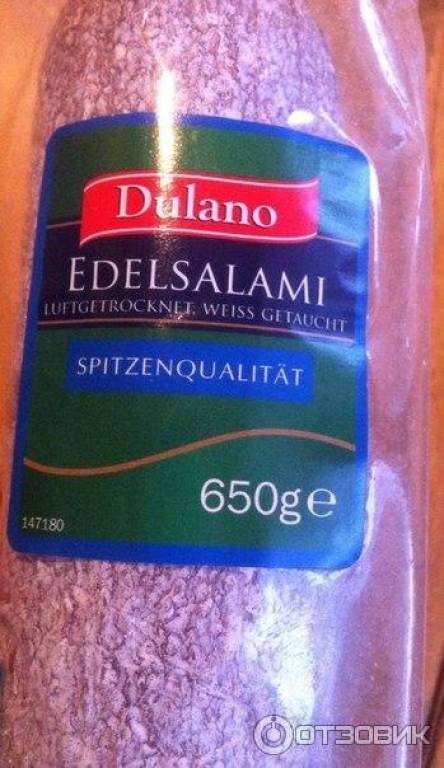 Dulano
EDELSALAMI
LUFTGETROCKNET, WEISS GETAUCHT
SPITZENQUALITÄT
650g e
147180
ОТЗОВИК